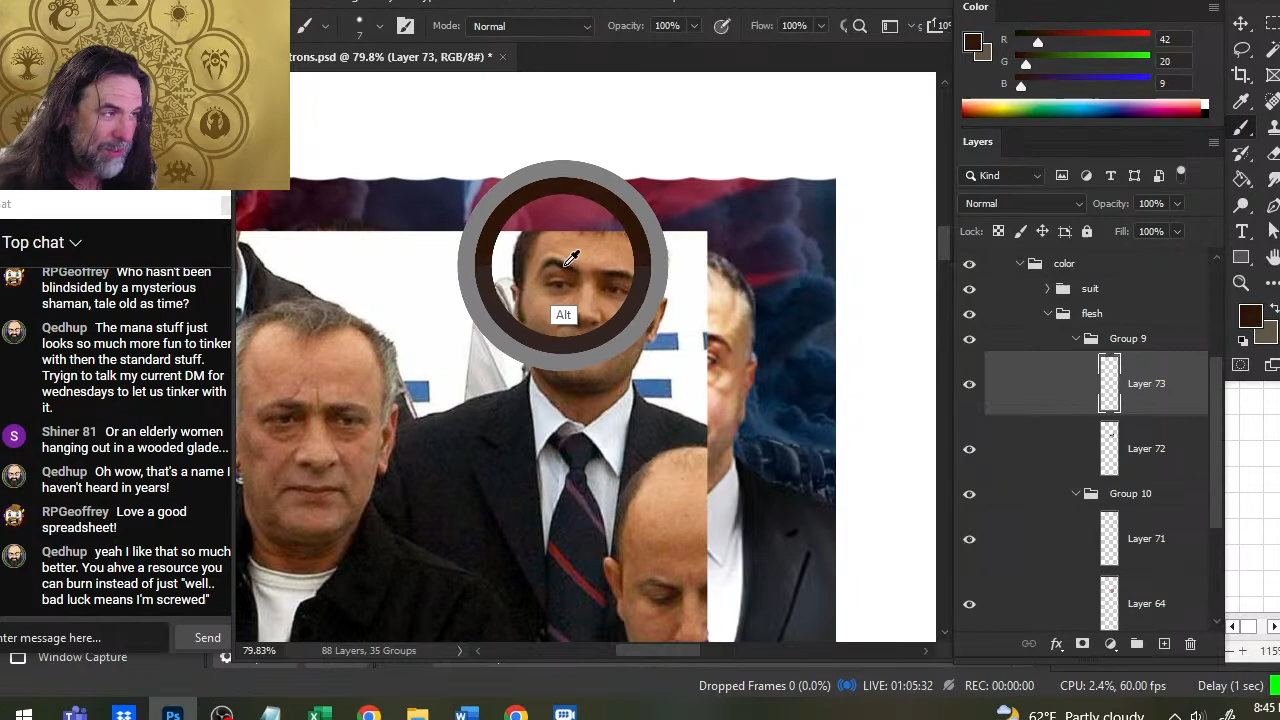 7
Mode:
Normal
Opacity:
100%
Flow:
100%
trons.psd @ 79.8% (Layer 73, RGB/8#) *
Color
R
42
G
20
B
9
at
Top chat
RPGeoffrey Who hasn't been
blindsided by a mysterious
shaman, tale old as time?
Qedhup The mana stuff just
looks so much more fun to tinker
with then the standard stuff.
Tryign to talk my current DM for
wednesdays to let us tinker with
it.
S
Shiner 81 Or an elderly women
hanging out in a wooded glade...
Qedhup Oh wow, that's a name I
haven't heard in years!
RPGeoffrey Love a good
spreadsheet!
Qedhup yeah I like that so much
better. You ahve a resource you
can burn instead of just "well..
bad luck means I'm screwed"
nter message here...
Send
Window Capture
Alt
Layers
Kind
Normal
Opacity:
100%
Lock:
Fill:
100%
color
suit
flesh
Group 9
Layer 73
Layer 72
Group 10
Layer 71
Layer 64
fx
79.83%
88 Layers, 35 Groups
115%
Dropped Frames 0 (0.0%)
LIVE: 01:05:32
REC: 00:00:00
CPU: 2.4%, 60.00 fps
Delay (1 sec)
62°F Partly cloudy
8:45